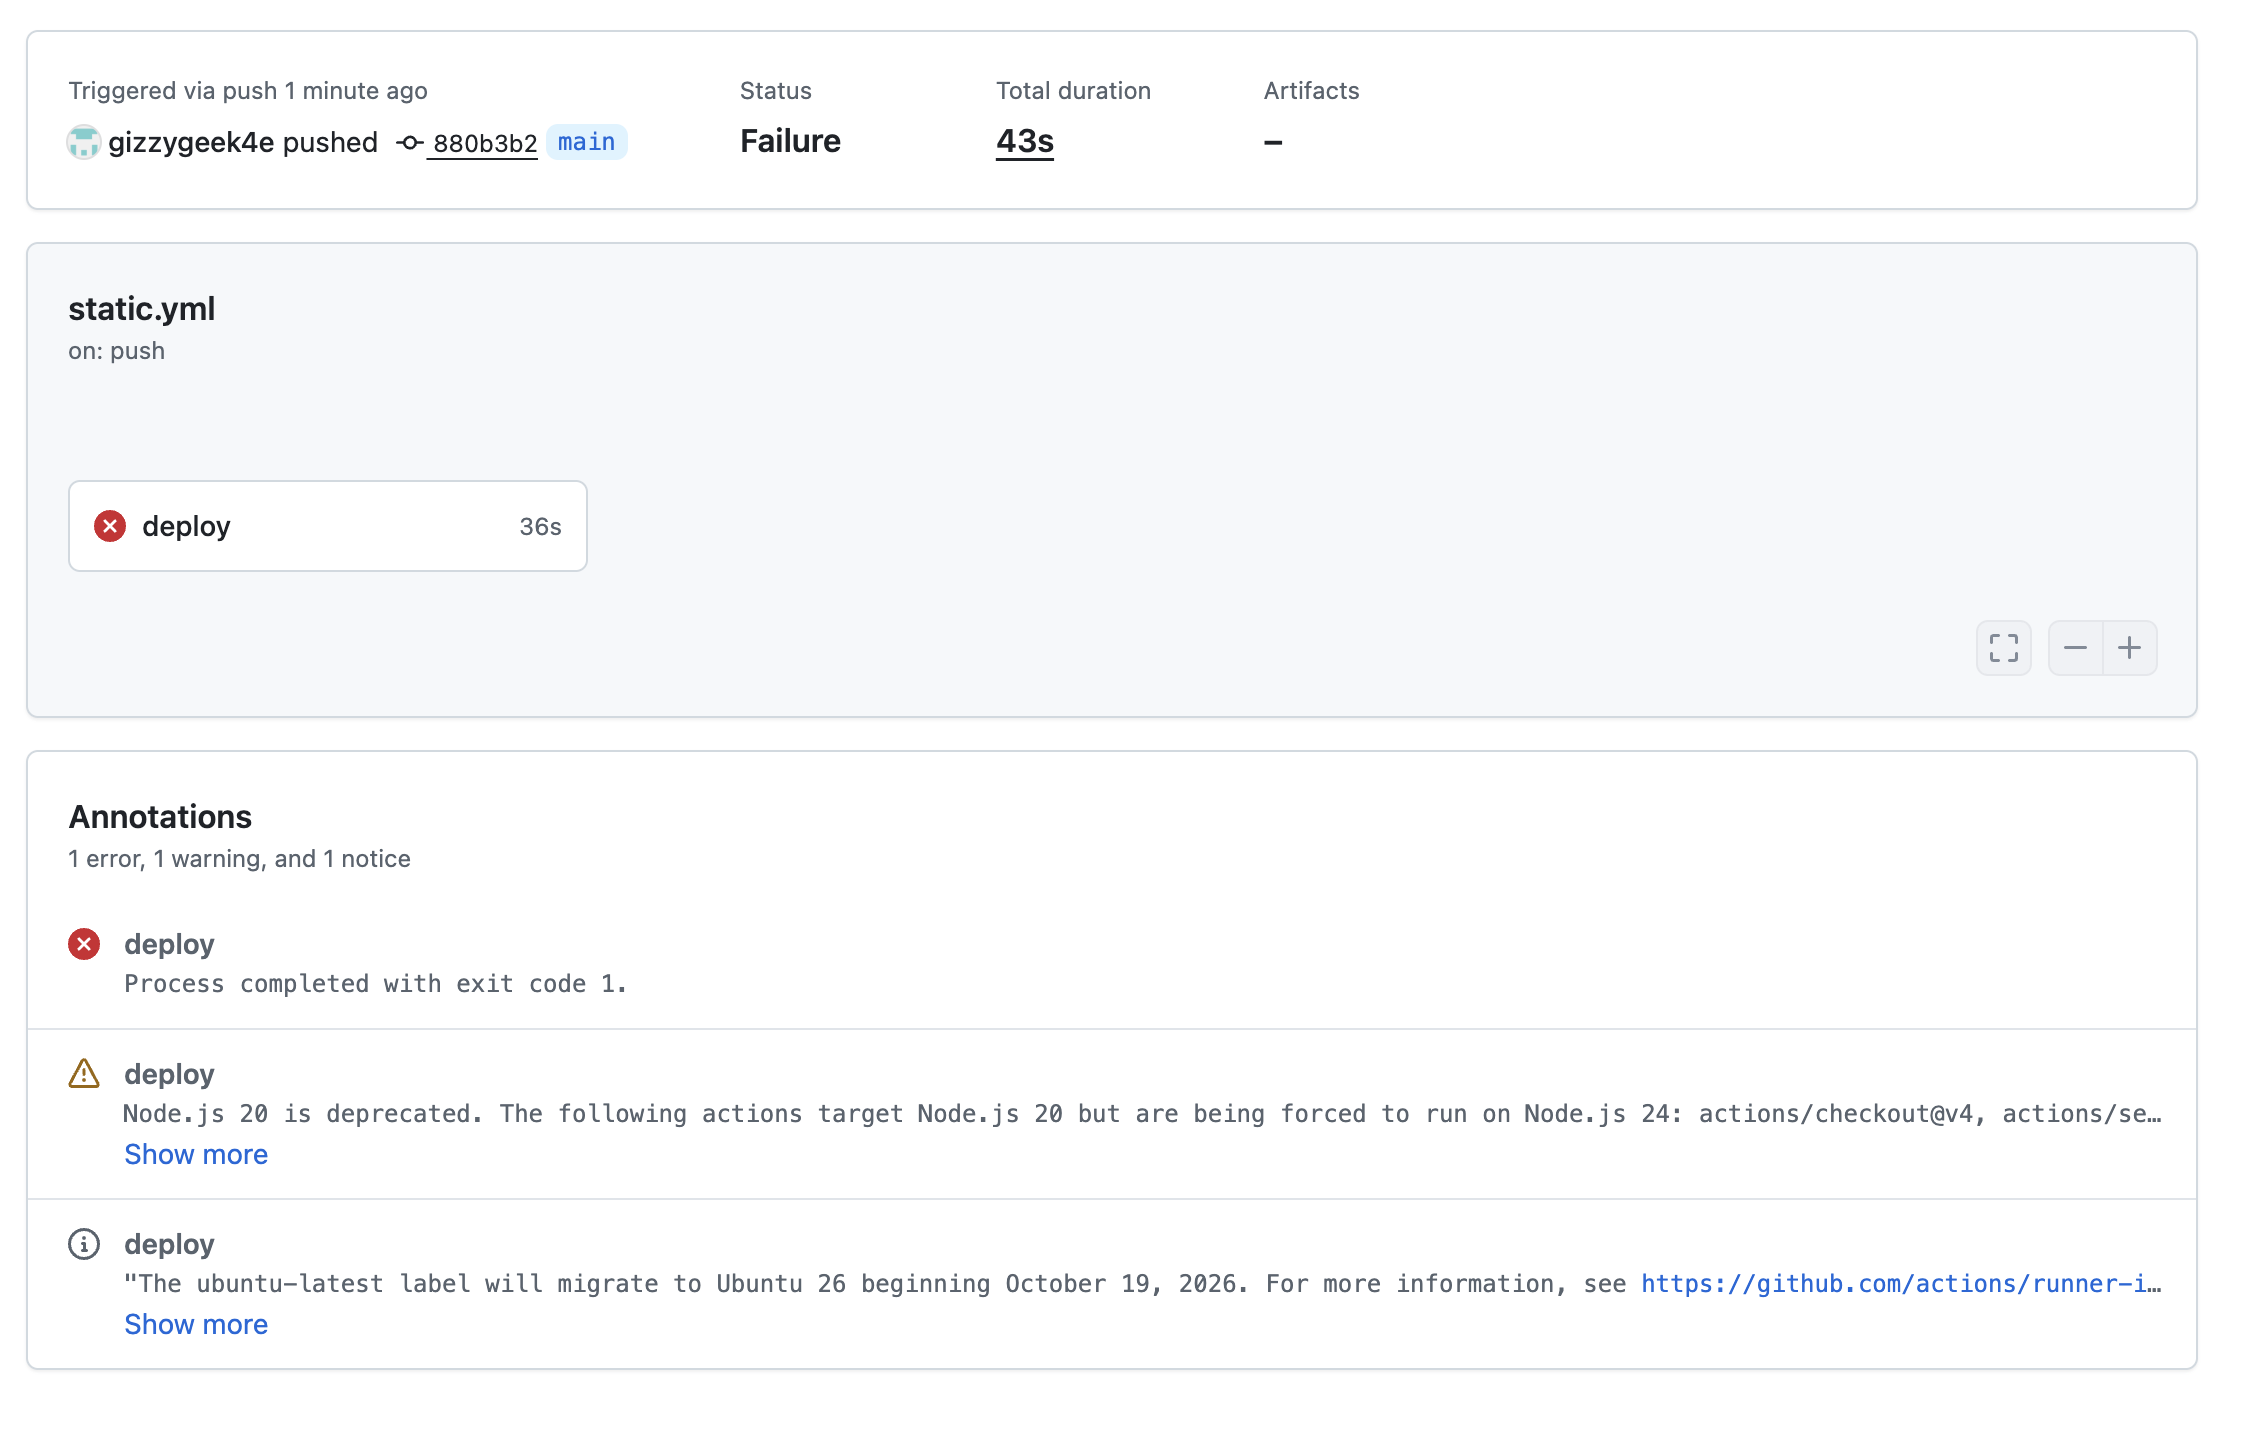 Triggered via push 1 minute ago
gizzygeek4e pushed 880b3b2 main
Status
Failure
Total duration
43s
Artifacts
–
static.yml
on: push
deploy 36s
Annotations
1 error, 1 warning, and 1 notice
deploy
Process completed with exit code 1.
deploy
Node.js 20 is deprecated. The following actions target Node.js 20 but are being forced to run on Node.js 24: actions/checkout@v4, actions/se…
Show more
deploy
"The ubuntu-latest label will migrate to Ubuntu 26 beginning October 19, 2026. For more information, see https://github.com/actions/runner-i…
Show more